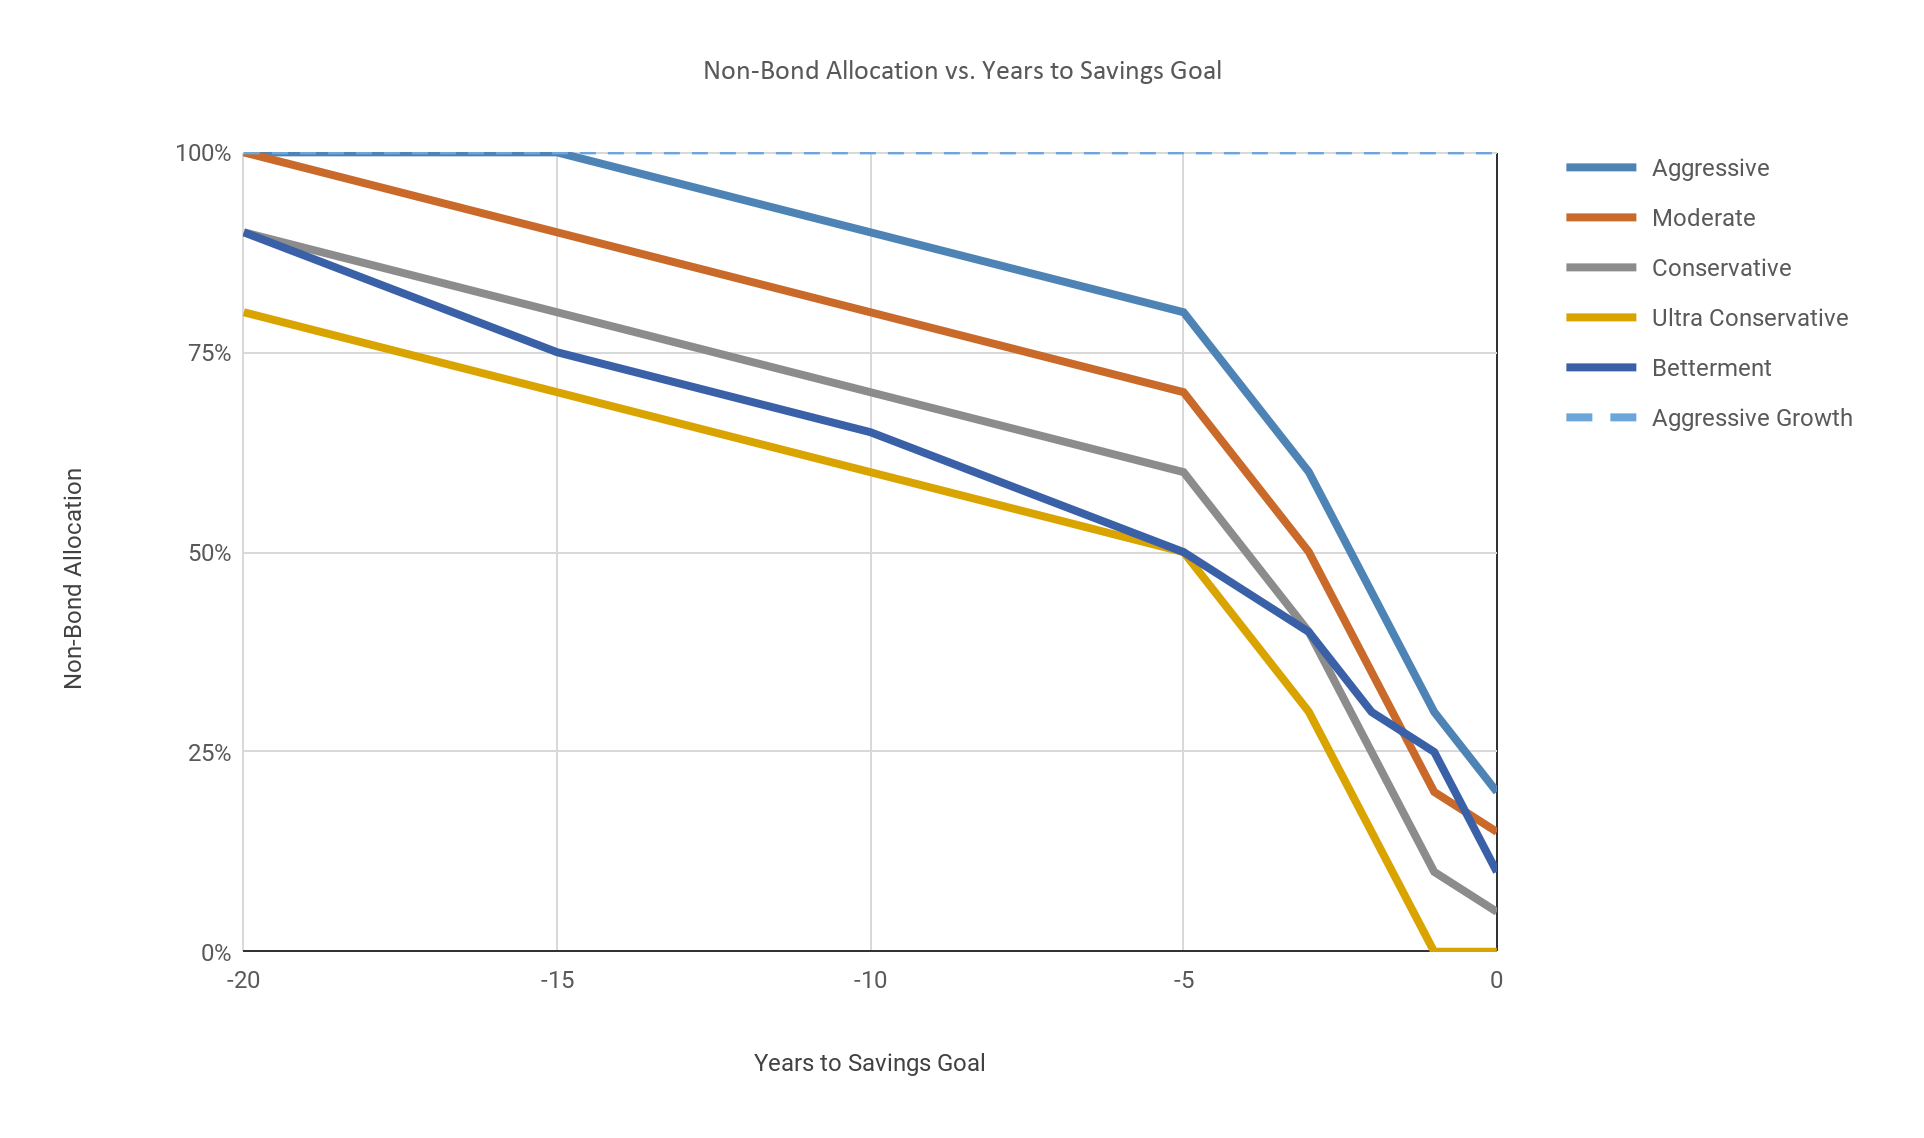 Non-Bond Allocation vs. Years to Savings Goal
100%
75%
50%
25%
0%
Non-Bond Allocation
-20
-15
-10
-5
0
Years to Savings Goal
Aggressive
Moderate
Conservative
Ultra Conservative
Betterment
Aggressive Growth